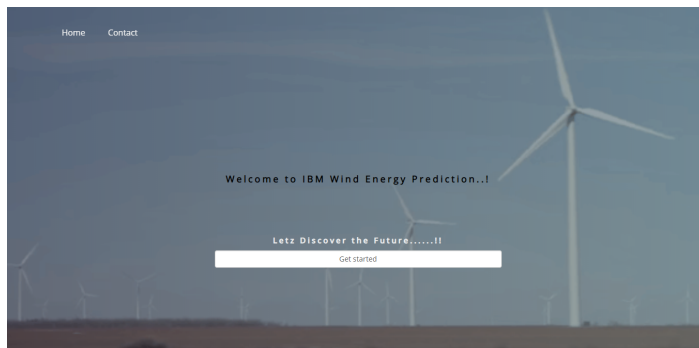 Home Contact
Welcome to IBM Wind Energy Prediction..!
Letz Discover the Future......!!
Get started